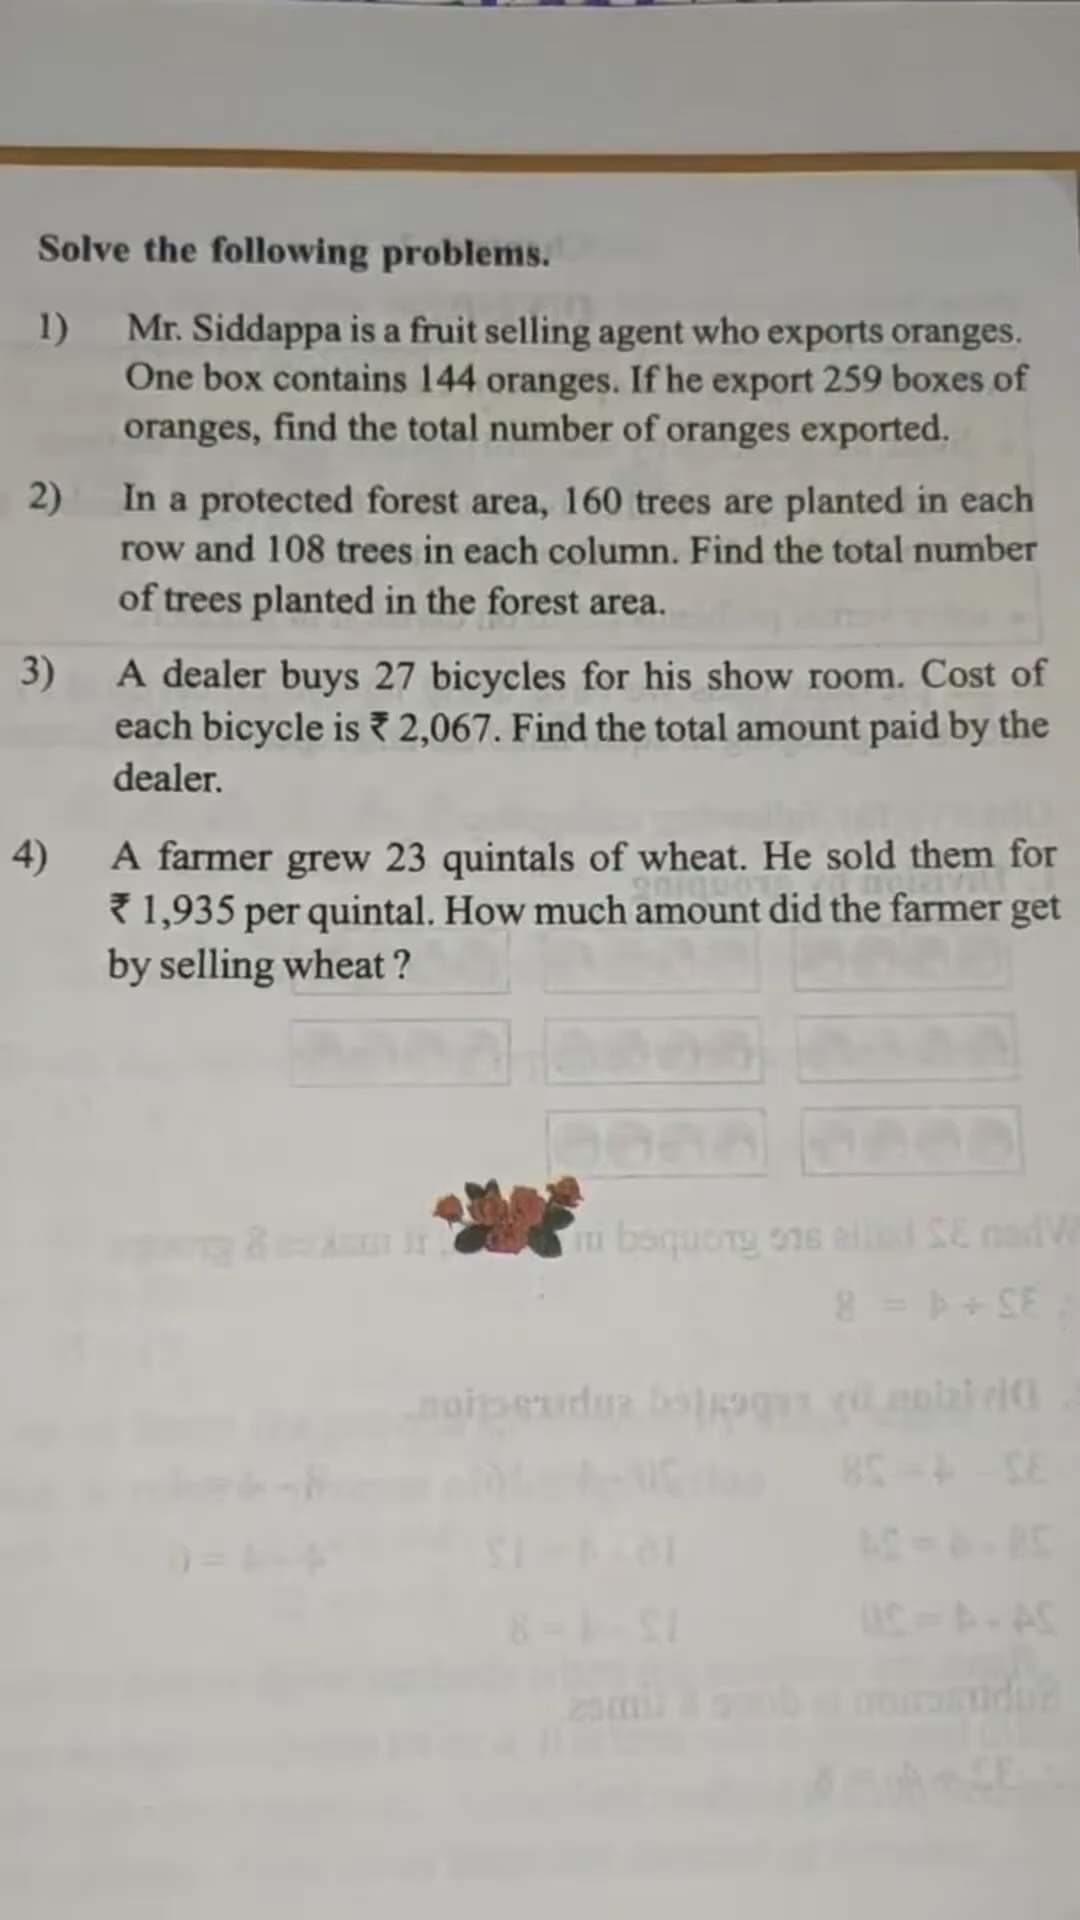 Solve the following problems.
1) Mr. Siddappa is a fruit selling agent who exports oranges.
One box contains 144 oranges. If he export 259 boxes of
oranges, find the total number of oranges exported.
2) In a protected forest area, 160 trees are planted in each
row and 108 trees in each column. Find the total number
of trees planted in the forest area.
3) A dealer buys 27 bicycles for his show room. Cost of
each bicycle is ₹ 2,067. Find the total amount paid by the
dealer.
4) A farmer grew 23 quintals of wheat. He sold them for
₹ 1,935 per quintal. How much amount did the farmer get
by selling wheat ?